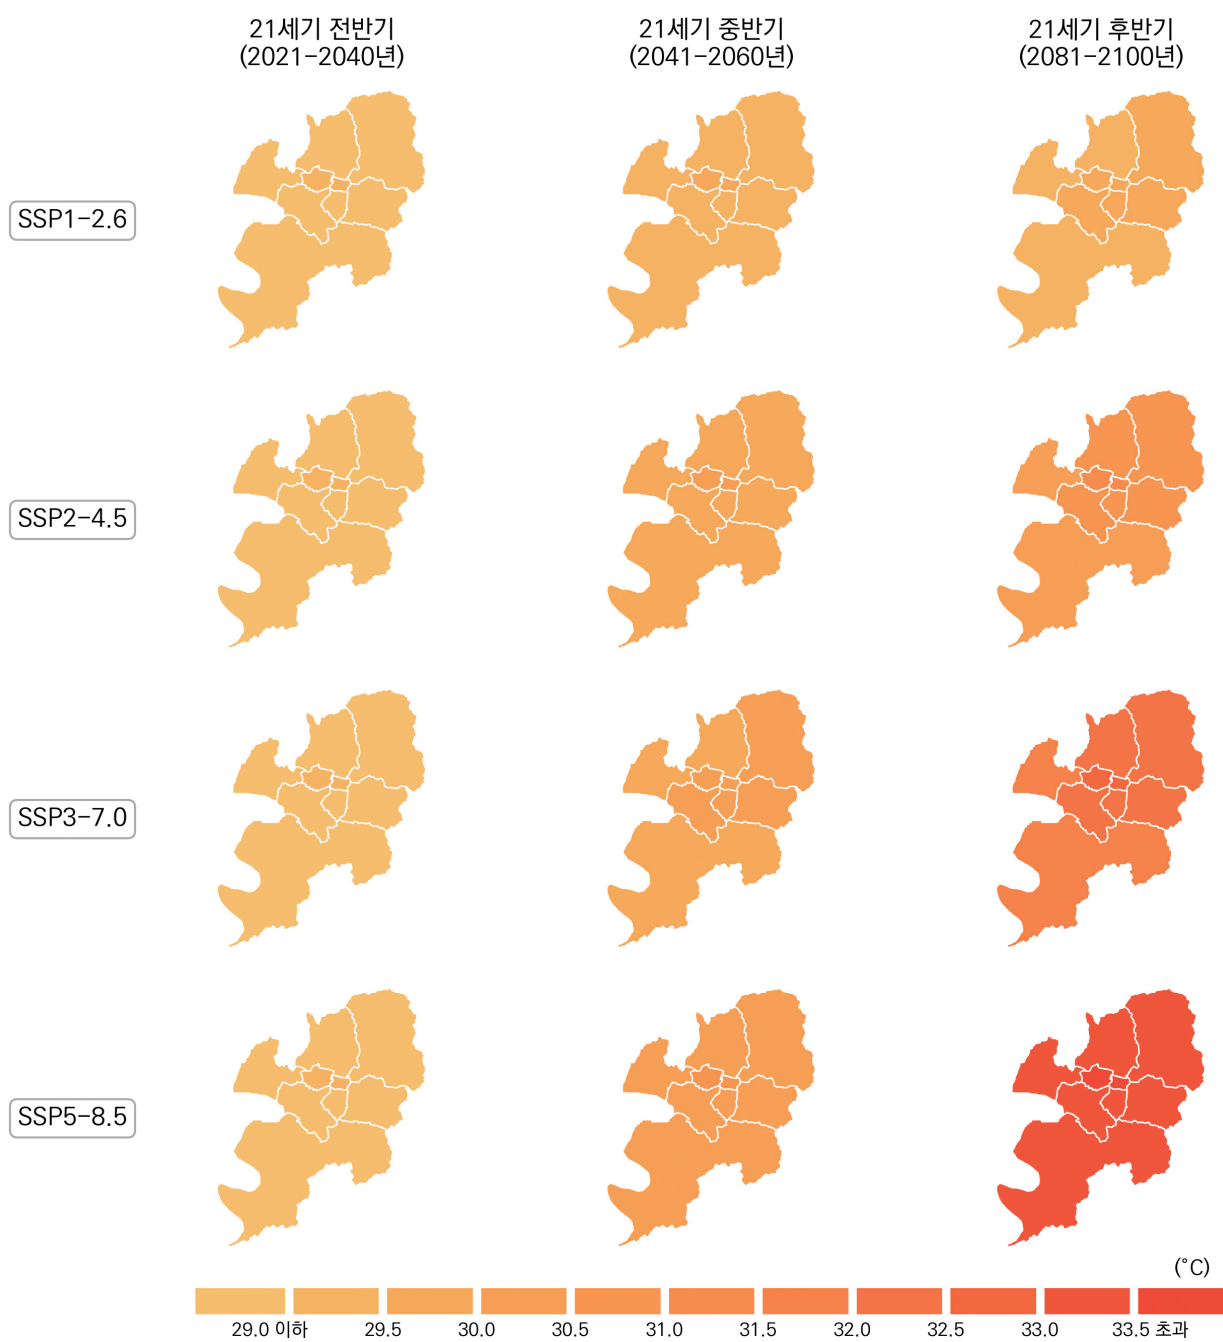 21세기 전반기
(2021-2040년)
21세기 중반기
(2041-2060년)
21세기 후반기
(2081-2100년)
SSP1-2.6
SSP2-4.5
SSP3-7.0
SSP5-8.5
(°C)
29.0 이하 29.5 30.0 30.5 31.0 31.5 32.0 32.5 33.0 33.5 초과